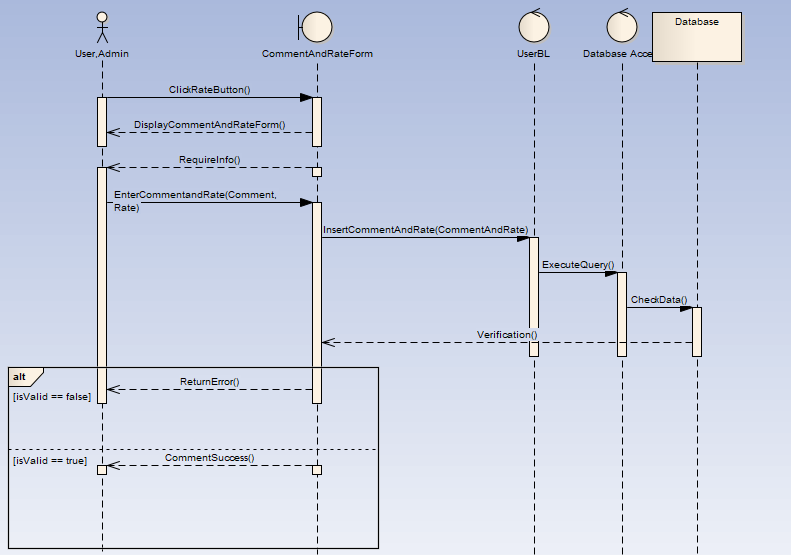 Database
User,Admin
CommentAndRateForm
UserBL
Database Acce
ClickRateButton()
DisplayCommentAndRateForm()
RequireInfo()
EnterCommentandRate(Comment,
Rate)
InsertCommentAndRate(CommentAndRate)
ExecuteQuery()
CheckData()
Verification()
alt
ReturnError()
[isValid == false]
CommentSuccess()
[isValid == true]